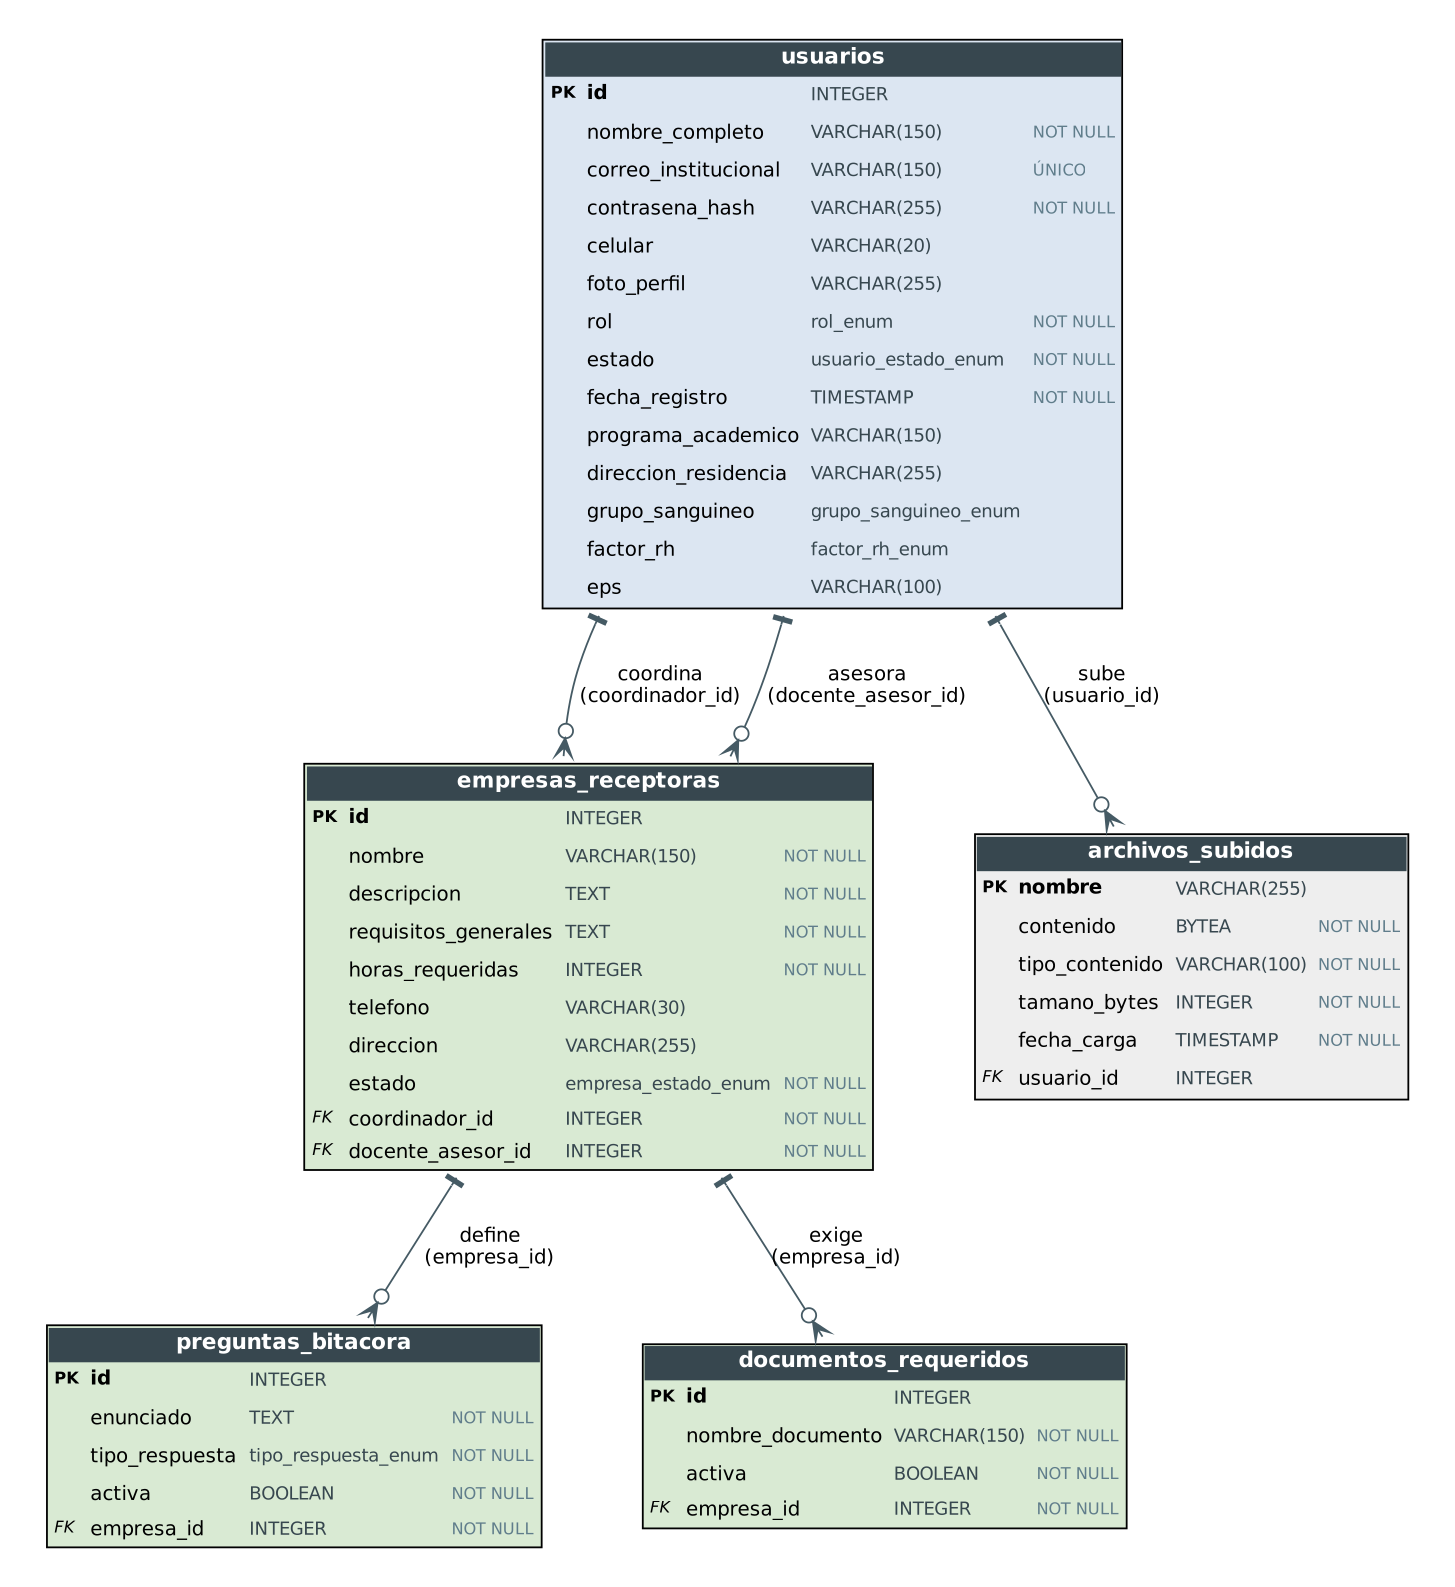 usuarios
PK id INTEGER
nombre_completo VARCHAR(150) NOT NULL
correo_institucional VARCHAR(150) ÚNICO
contrasena_hash VARCHAR(255) NOT NULL
celular VARCHAR(20)
foto_perfil VARCHAR(255)
rol rol_enum NOT NULL
estado usuario_estado_enum NOT NULL
fecha_registro TIMESTAMP NOT NULL
programa_academico VARCHAR(150)
direccion_residencia VARCHAR(255)
grupo_sanguineo grupo_sanguineo_enum
factor_rh factor_rh_enum
eps VARCHAR(100)
coordina
(coordinador_id)
asesora
(docente_asesor_id)
sube
(usuario_id)
empresas_receptoras
PK id INTEGER
nombre VARCHAR(150) NOT NULL
descripcion TEXT NOT NULL
requisitos_generales TEXT NOT NULL
horas_requeridas INTEGER NOT NULL
telefono VARCHAR(30)
direccion VARCHAR(255)
estado empresa_estado_enum NOT NULL
FK coordinador_id INTEGER NOT NULL
FK docente_asesor_id INTEGER NOT NULL
archivos_subidos
PK nombre VARCHAR(255)
contenido BYTEA NOT NULL
tipo_contenido VARCHAR(100) NOT NULL
tamano_bytes INTEGER NOT NULL
fecha_carga TIMESTAMP NOT NULL
FK usuario_id INTEGER
define
(empresa_id)
exige
(empresa_id)
preguntas_bitacora
PK id INTEGER
enunciado TEXT NOT NULL
tipo_respuesta tipo_respuesta_enum NOT NULL
activa BOOLEAN NOT NULL
FK empresa_id INTEGER NOT NULL
documentos_requeridos
PK id INTEGER
nombre_documento VARCHAR(150) NOT NULL
activa BOOLEAN NOT NULL
FK empresa_id INTEGER NOT NULL